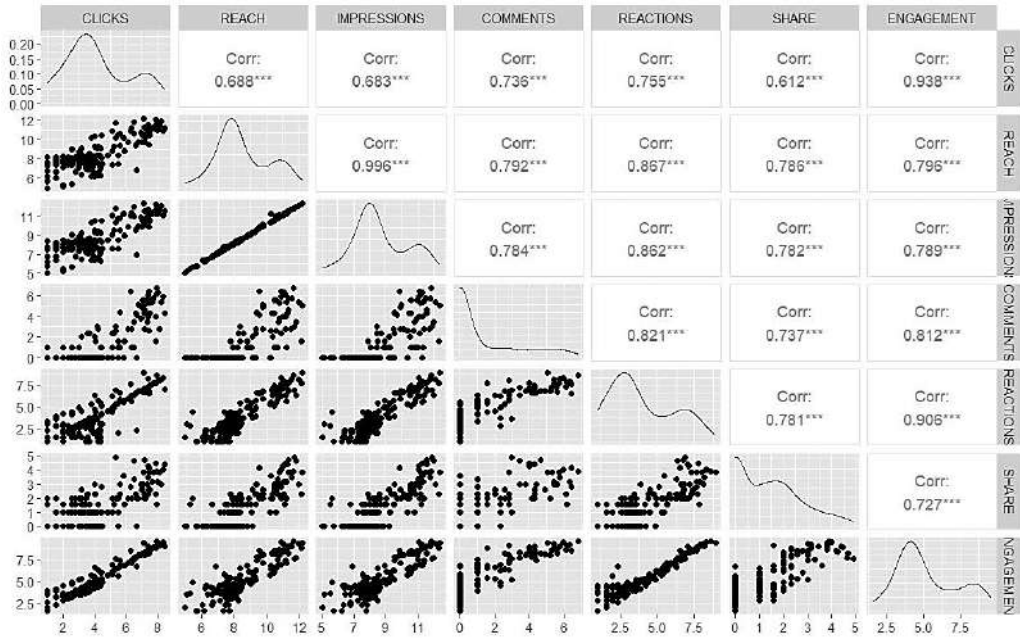 CLICKS REACH IMPRESSIONS COMMENTS REACTIONS SHARE ENGAGEMENT
0.20 0.15 0.10 0.05 0.00
Corr: 0.688***
Corr: 0.683***
Corr: 0.736***
Corr: 0.755***
Corr: 0.612***
Corr: 0.938***
CLICKS
12 10 8 6
Corr: 0.996***
Corr: 0.792***
Corr: 0.867***
Corr: 0.786***
Corr: 0.796***
REACH
11 9 7 5
Corr: 0.784***
Corr: 0.862***
Corr: 0.782***
Corr: 0.789***
MPRESSION
6 4 2 0
Corr: 0.821***
Corr: 0.737***
Corr: 0.812***
COMMENTS
7.5 5.0 2.5
Corr: 0.781***
Corr: 0.906***
REACTIONS
5 4 3 2 1 0
Corr: 0.727***
SHARE
7.5 5.0 2.5
NGAGEMEN
2 4 6 8
6 8 10 12
5 7 9 11
0 2 4 6
2.5 5.0 7.5
0 1 2 3 4 5
2.5 5.0 7.5